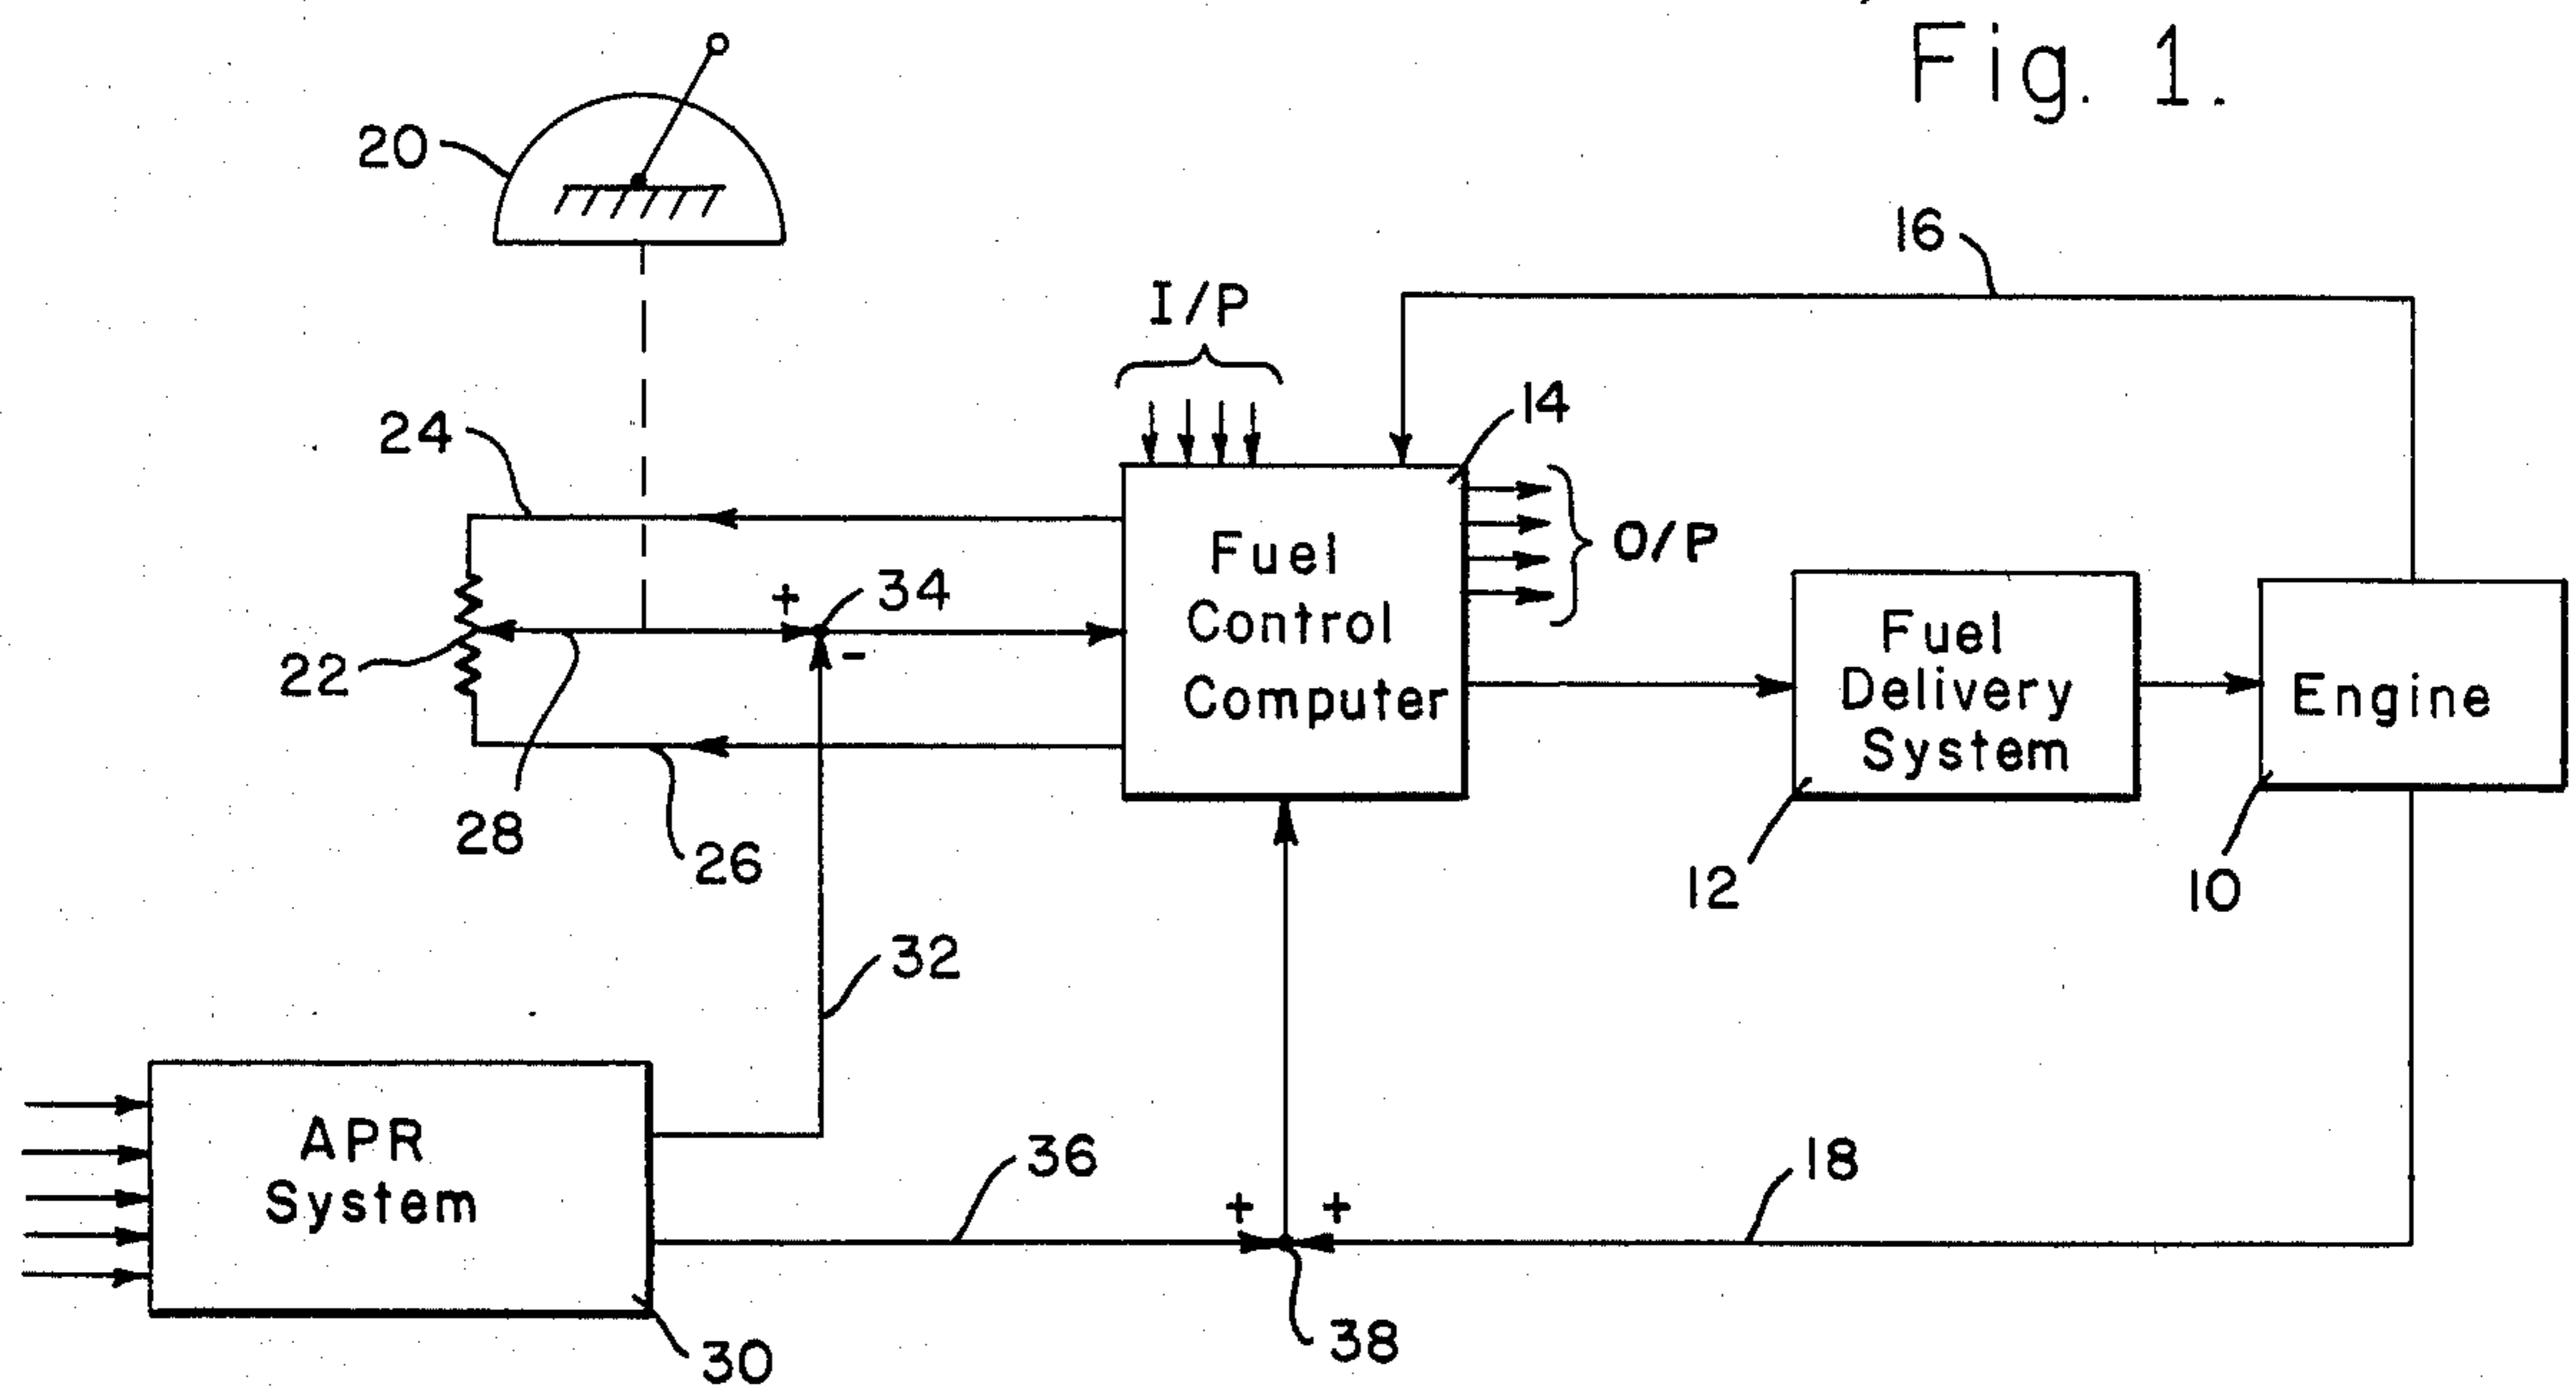 Fig. 1.
20
16
I/P
14
24
O/P
+
34
Fuel
Control
Computer
Fuel
Delivery
System
Engine
22
-
28
26
12
10
32
APR
System
36
+
+
18
38
30